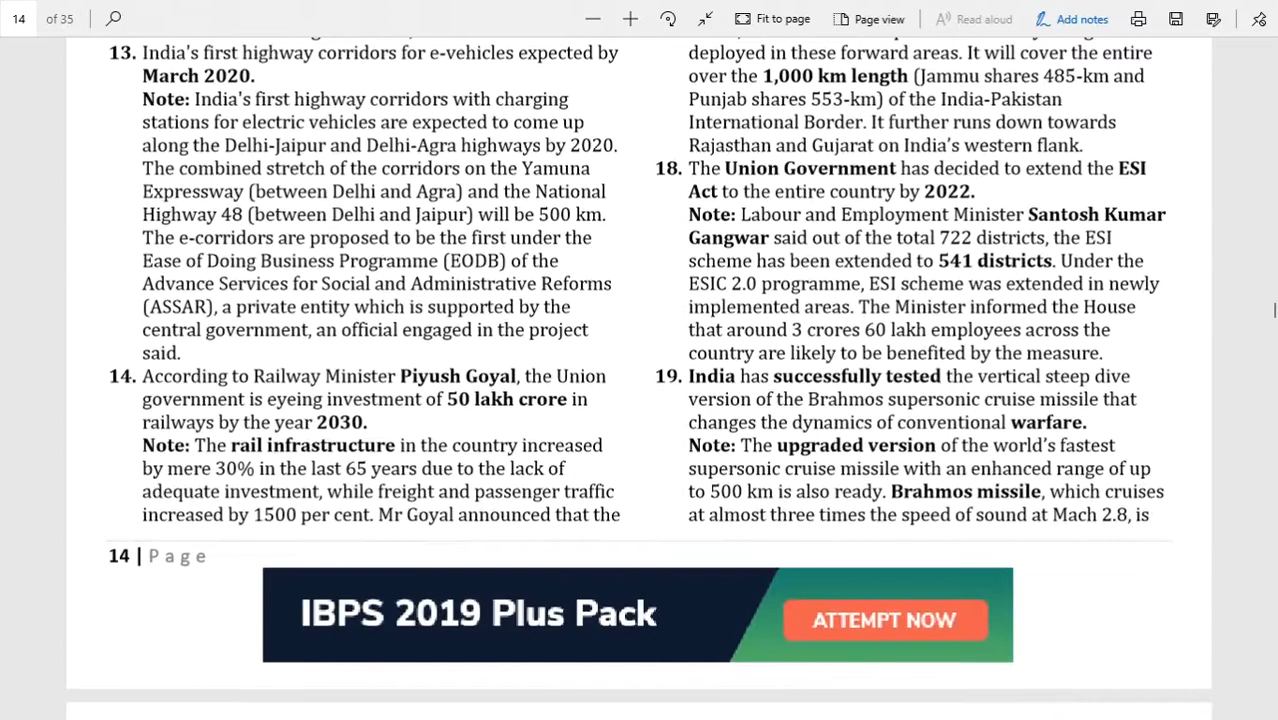 14
of 35
Fit to page
Page view
Read aloud
Add notes
13. India's first highway corridors for e-vehicles expected by
March 2020.
Note: India's first highway corridors with charging
stations for electric vehicles are expected to come up
along the Delhi-Jaipur and Delhi-Agra highways by 2020.
The combined stretch of the corridors on the Yamuna
Expressway (between Delhi and Agra) and the National
Highway 48 (between Delhi and Jaipur) will be 500 km.
The e-corridors are proposed to be the first under the
Ease of Doing Business Programme (EODB) of the
Advance Services for Social and Administrative Reforms
(ASSAR), a private entity which is supported by the
central government, an official engaged in the project
said.
14. According to Railway Minister Piyush Goyal, the Union
government is eyeing investment of 50 lakh crore in
railways by the year 2030.
Note: The rail infrastructure in the country increased
by mere 30% in the last 65 years due to the lack of
adequate investment, while freight and passenger traffic
increased by 1500 per cent. Mr Goyal announced that the
deployed in these forward areas. It will cover the entire
over the 1,000 km length (Jammu shares 485-km and
Punjab shares 553-km) of the India-Pakistan
International Border. It further runs down towards
Rajasthan and Gujarat on India's western flank.
18. The Union Government has decided to extend the ESI
Act to the entire country by 2022.
Note: Labour and Employment Minister Santosh Kumar
Gangwar said out of the total 722 districts, the ESI
scheme has been extended to 541 districts. Under the
ESIC 2.0 programme, ESI scheme was extended in newly
implemented areas. The Minister informed the House
that around 3 crores 60 lakh employees across the
country are likely to be benefited by the measure.
19. India has successfully tested the vertical steep dive
version of the Brahmos supersonic cruise missile that
changes the dynamics of conventional warfare.
Note: The upgraded version of the world's fastest
supersonic cruise missile with an enhanced range of up
to 500 km is also ready. Brahmos missile, which cruises
at almost three times the speed of sound at Mach 2.8, is
14 | Page
IBPS 2019 Plus Pack
ATTEMPT NOW